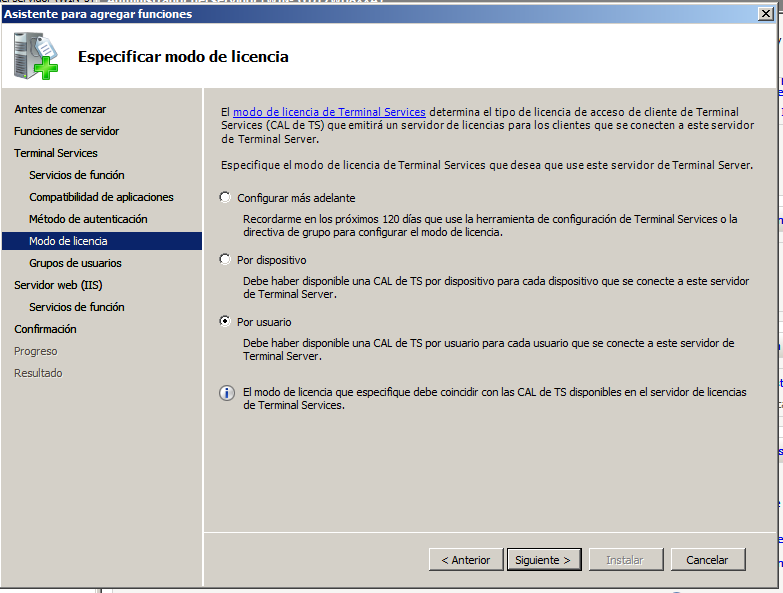 Asistente para agregar funciones
Especificar modo de licencia
Antes de comenzar
Funciones de servidor
Terminal Services
Servicios de función
Compatibilidad de aplicaciones
Método de autenticación
Modo de licencia
Grupos de usuarios
Servidor web (IIS)
Servicios de función
Confirmación
Progreso
Resultado
El modo de licencia de Terminal Services determina el tipo de licencia de acceso de cliente de Terminal
Services (CAL de TS) que emitirá un servidor de licencias para los clientes que se conecten a este servidor
de Terminal Server.
Especifique el modo de licencia de Terminal Services que desea que use este servidor de Terminal Server.
Configurar más adelante
Recordarme en los próximos 120 días que use la herramienta de configuración de Terminal Services o la
directiva de grupo para configurar el modo de licencia.
Por dispositivo
Debe haber disponible una CAL de TS por dispositivo para cada dispositivo que se conecte a este servidor
de Terminal Server.
Por usuario
Debe haber disponible una CAL de TS por usuario para cada usuario que se conecte a este servidor de
Terminal Server.
El modo de licencia que especifique debe coincidir con las CAL de TS disponibles en el servidor de licencias
de Terminal Services.
< Anterior
Siguiente >
Instalar
Cancelar